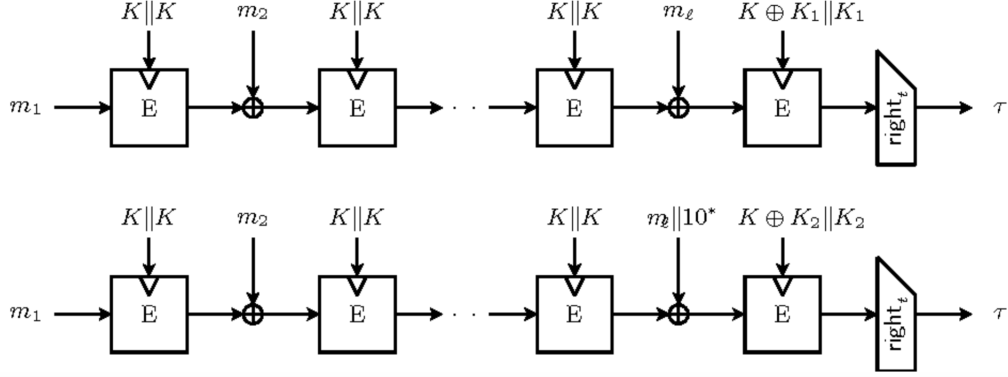 K∥K m₂ K∥K K∥K m_ℓ K ⊕ K₁∥K₁
m₁ E E · · E E right_t τ
K∥K m₂ K∥K K∥K m_ℓ∥10* K ⊕ K₂∥K₂
m₁ E E · · E E right_t τ